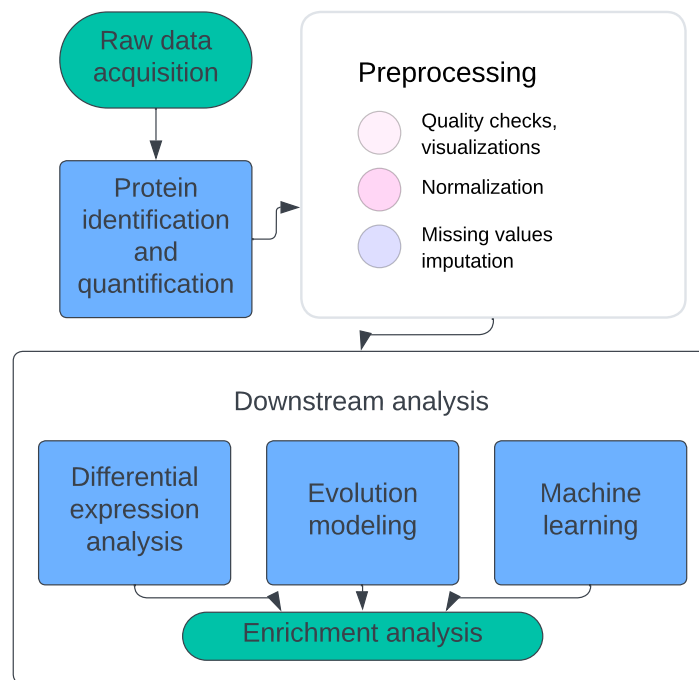 Raw data
acquisition
Protein
identification
and
quantification
Preprocessing
Quality checks,
visualizations
Normalization
Missing values
imputation
Downstream analysis
Differential
expression
analysis
Evolution
modeling
Machine
learning
Enrichment analysis